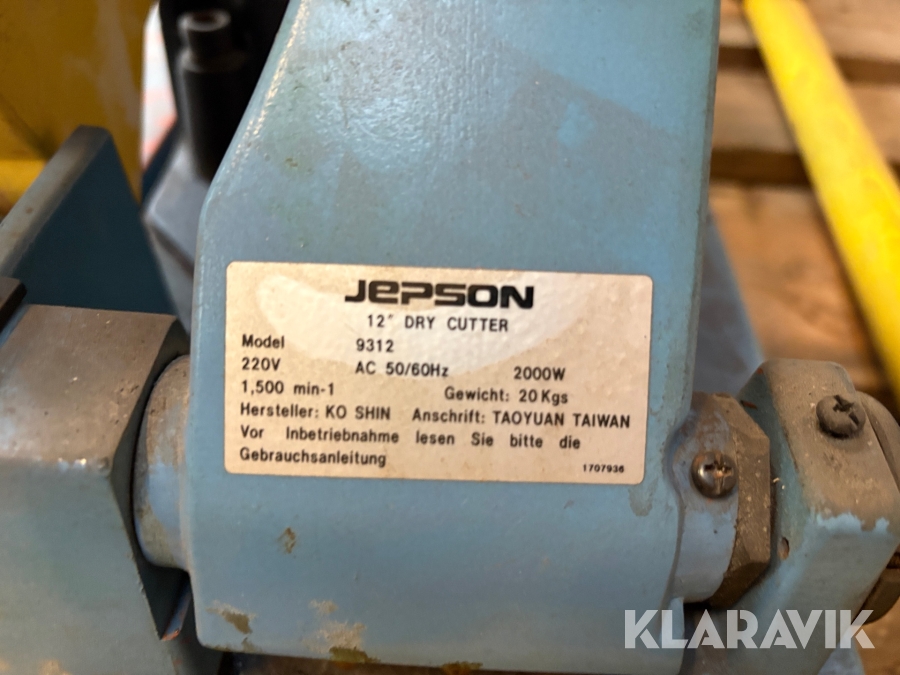 JEPSON
12" DRY CUTTER
Model 9312
220V AC 50/60Hz 2000W
1,500 min-1 Gewicht: 20 Kgs
Hersteller: KO SHIN Anschrift: TAOYUAN TAIWAN
Vor Inbetriebnahme lesen Sie bitte die
Gebrauchsanleitung 1707936
KLARAVIK